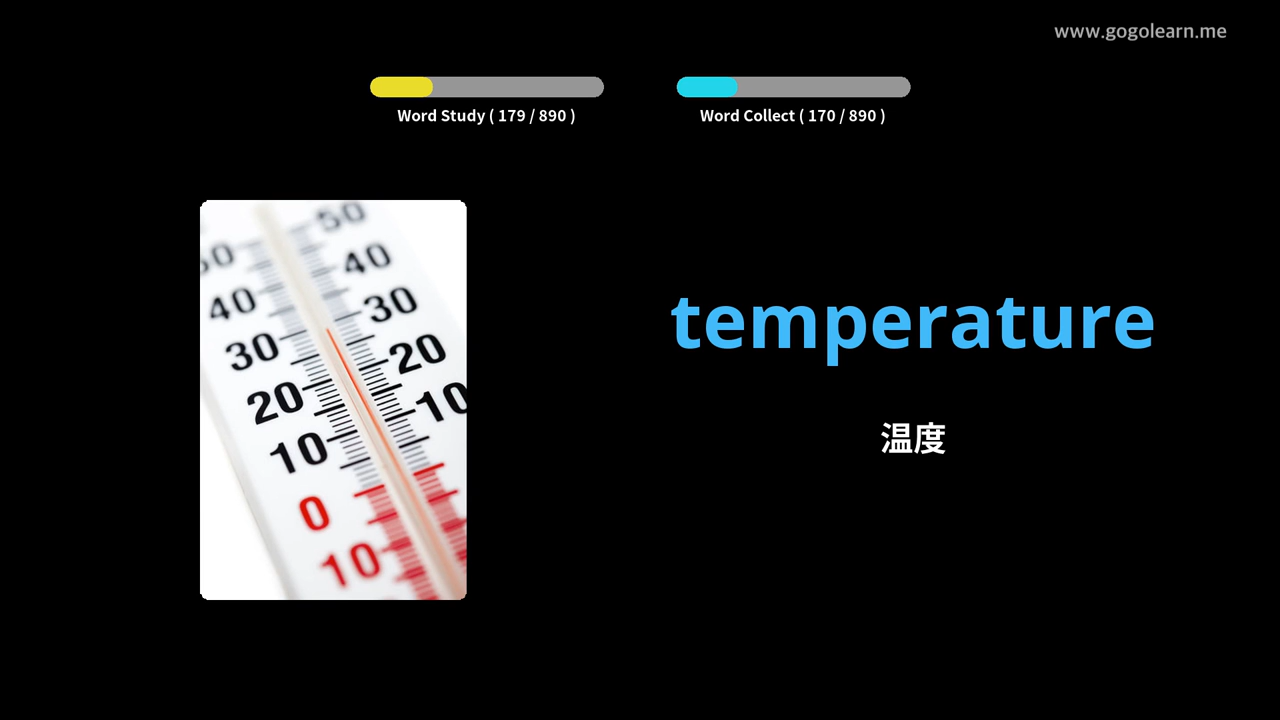 www.gogolearn.me
Word Study ( 179 / 890 )
Word Collect ( 170 / 890 )
50
50
40
40
30
30
20
20
10
10
0
10
temperature
温度